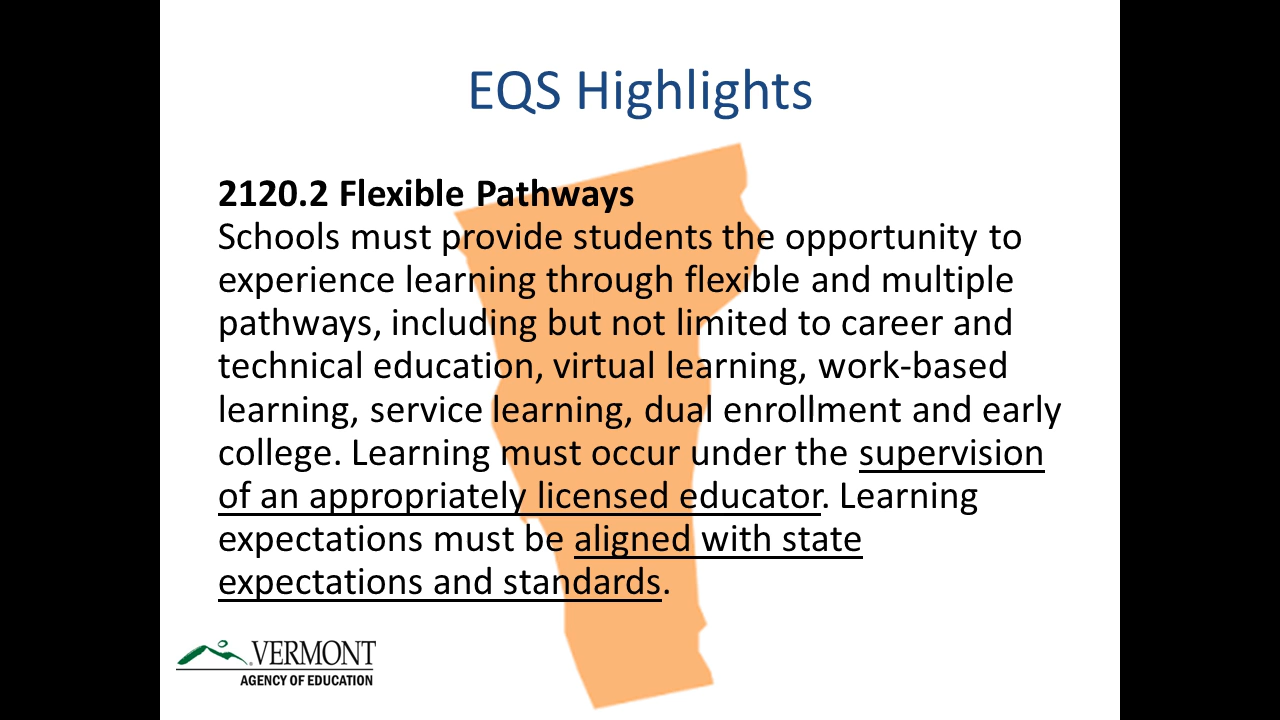 EQS Highlights
2120.2 Flexible Pathways
Schools must provide students the opportunity to
experience learning through flexible and multiple
pathways, including but not limited to career and
technical education, virtual learning, work-based
learning, service learning, dual enrollment and early
college. Learning must occur under the supervision
of an appropriately licensed educator. Learning
expectations must be aligned with state
expectations and standards.
VERMONT
AGENCY OF EDUCATION